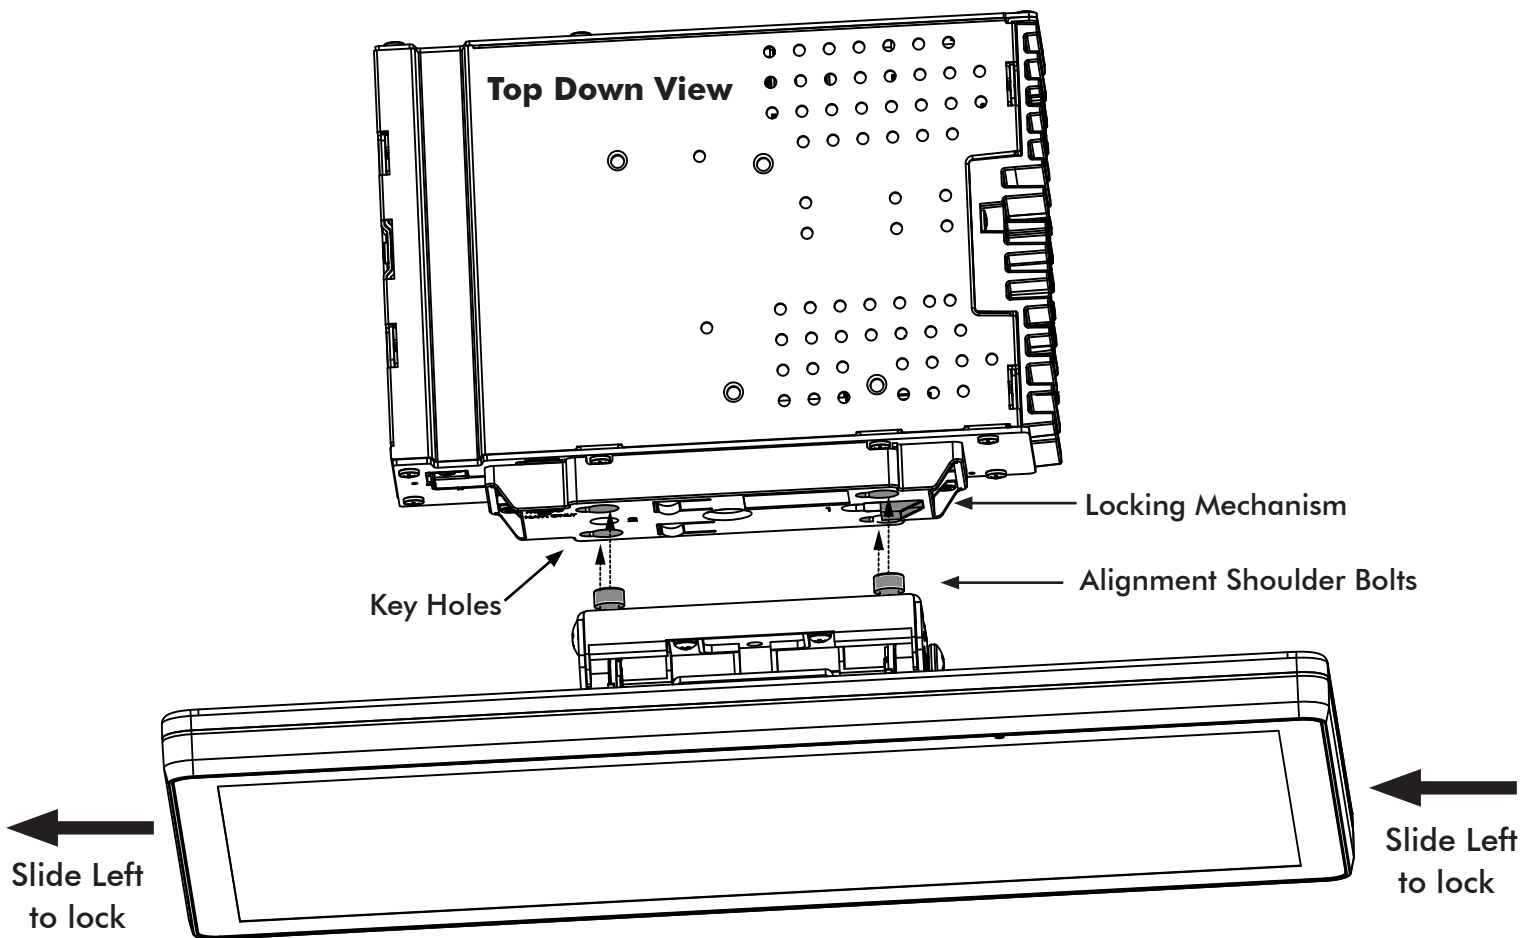 Top Down View
Locking Mechanism
Alignment Shoulder Bolts
Key Holes
Slide Left
to lock
Slide Left
to lock